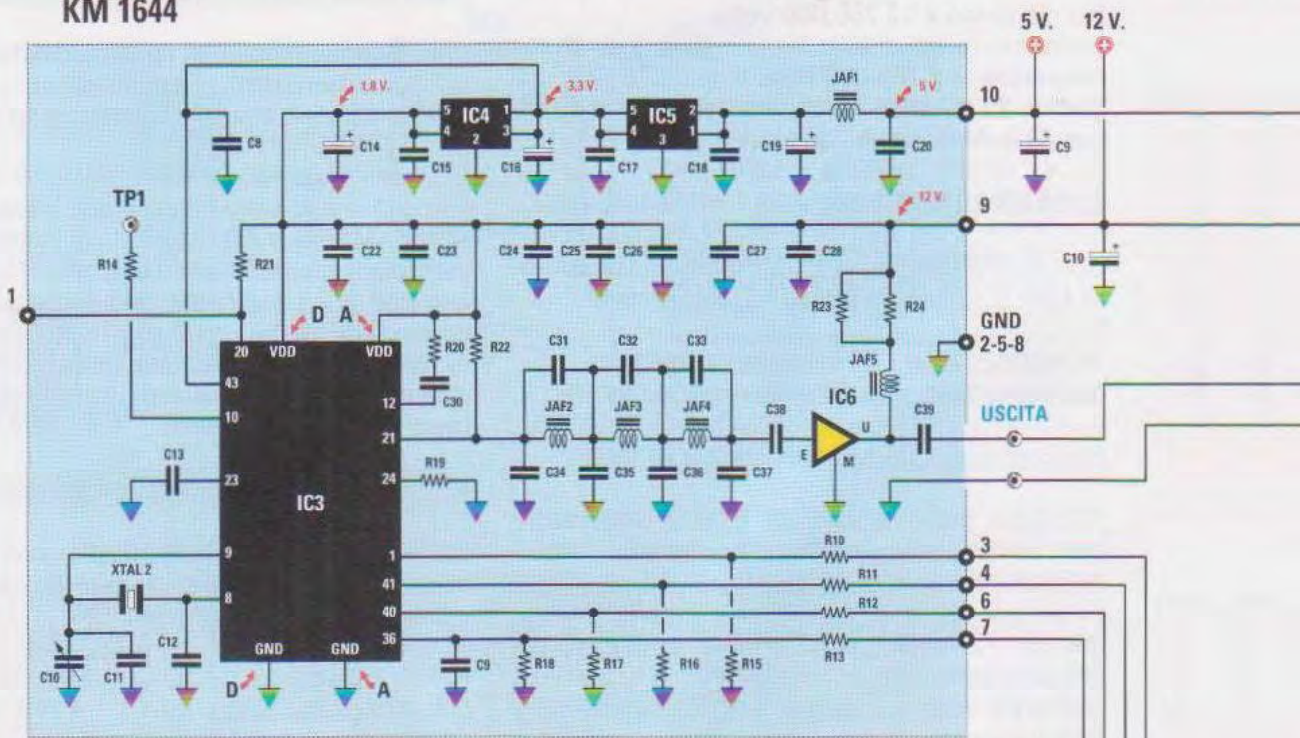 KM 1644
5 V.
12 V.
JAF1
1,8 V.
3,3 V.
5 V.
10
5
IC4
1
5
IC5
2
4
2
3
4
3
1
C8
C14
C15
C16
C17
C18
C19
C20
C9
TP1
12 V.
9
R14
R21
C22
C23
C24
C25
C26
C27
C28
C10
R23
R24
1
D A
GND
2-5-8
20
VDD
VDD
R20
R22
C31
C32
C33
JAF5
43
10
12
C30
JAF2
JAF3
JAF4
C38
IC6
C39
USCITA
21
E
U
M
C13
23
24
R19
C34
C35
C36
C37
IC3
9
1
R10
3
XTAL 2
41
R11
4
8
40
R12
6
36
R13
7
C10
C11
C12
GND
GND
C9
R18
R17
R16
R15
D
A